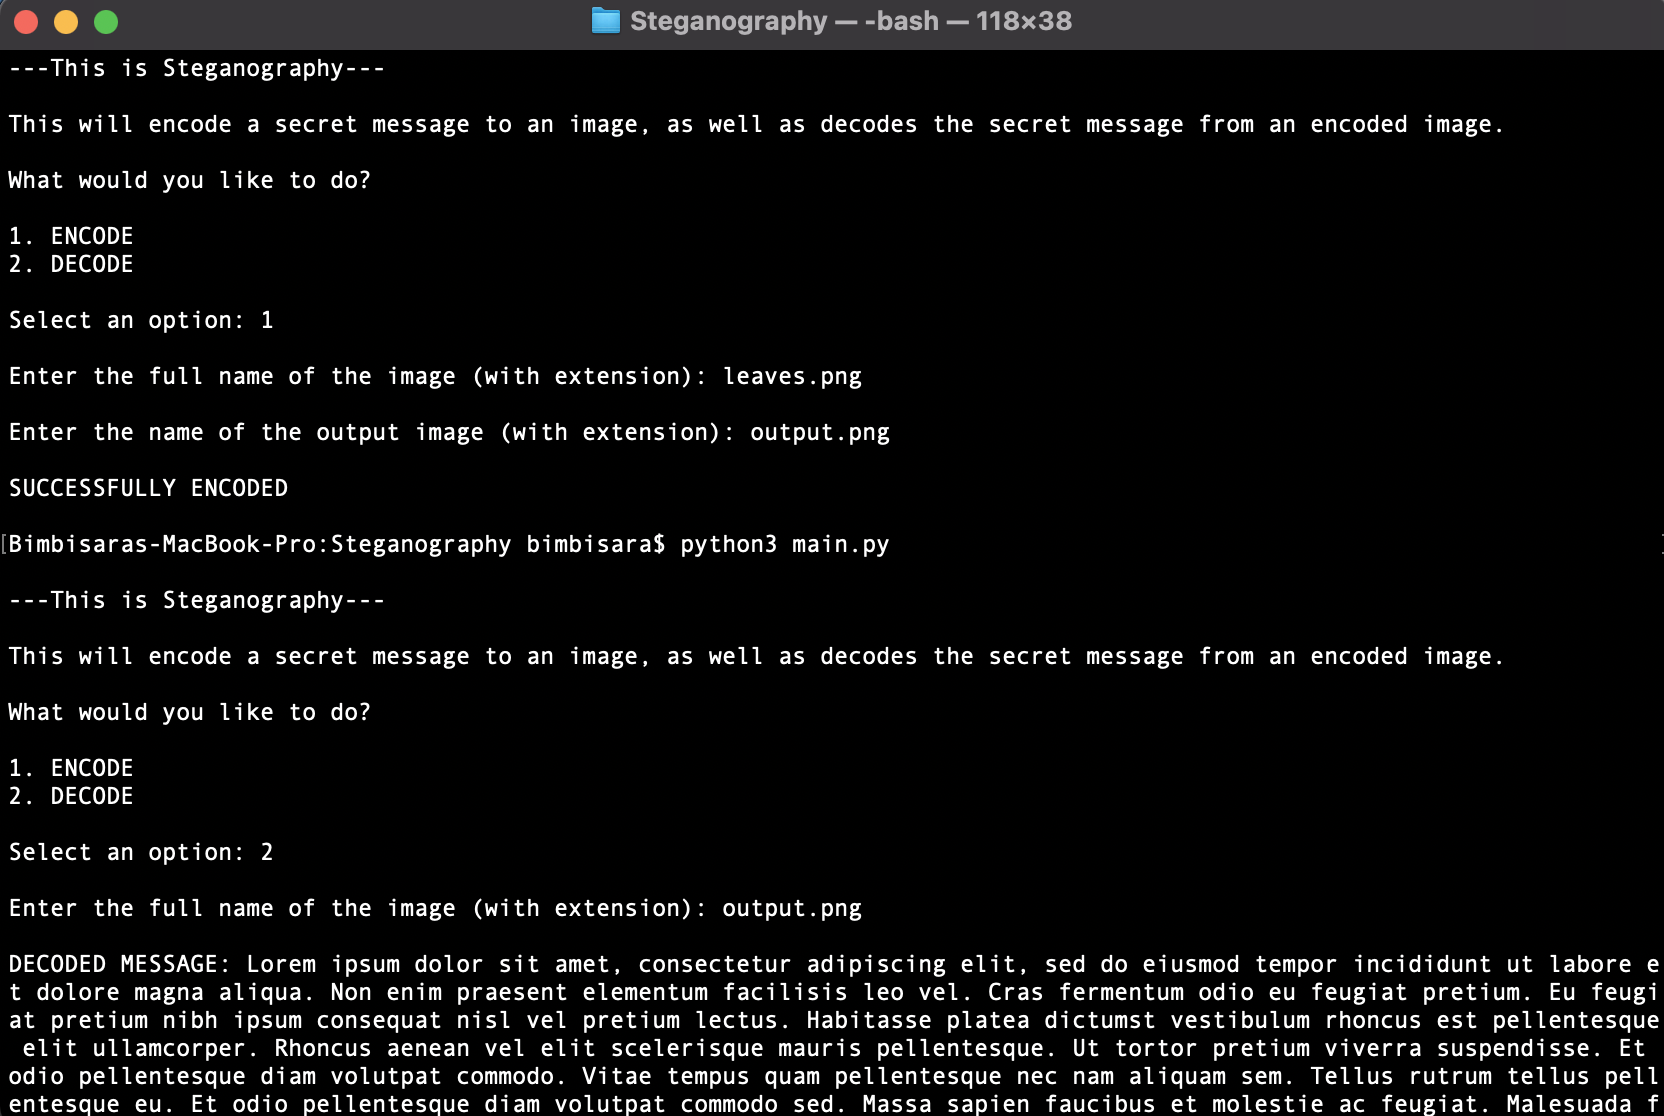 Steganography — -bash — 118×38
---This is Steganography---
This will encode a secret message to an image, as well as decodes the secret message from an encoded image.
What would you like to do?
1. ENCODE
2. DECODE
Select an option: 1
Enter the full name of the image (with extension): leaves.png
Enter the name of the output image (with extension): output.png
SUCCESSFULLY ENCODED
[Bimbisaras-MacBook-Pro:Steganography bimbisara$ python3 main.py
---This is Steganography---
This will encode a secret message to an image, as well as decodes the secret message from an encoded image.
What would you like to do?
1. ENCODE
2. DECODE
Select an option: 2
Enter the full name of the image (with extension): output.png
DECODED MESSAGE: Lorem ipsum dolor sit amet, consectetur adipiscing elit, sed do eiusmod tempor incididunt ut labore e
t dolore magna aliqua. Non enim praesent elementum facilisis leo vel. Cras fermentum odio eu feugiat pretium. Eu feugi
at pretium nibh ipsum consequat nisl vel pretium lectus. Habitasse platea dictumst vestibulum rhoncus est pellentesque
 elit ullamcorper. Rhoncus aenean vel elit scelerisque mauris pellentesque. Ut tortor pretium viverra suspendisse. Et
odio pellentesque diam volutpat commodo. Vitae tempus quam pellentesque nec nam aliquam sem. Tellus rutrum tellus pell
entesque eu. Et odio pellentesque diam volutpat commodo sed. Massa sapien faucibus et molestie ac feugiat. Malesuada f